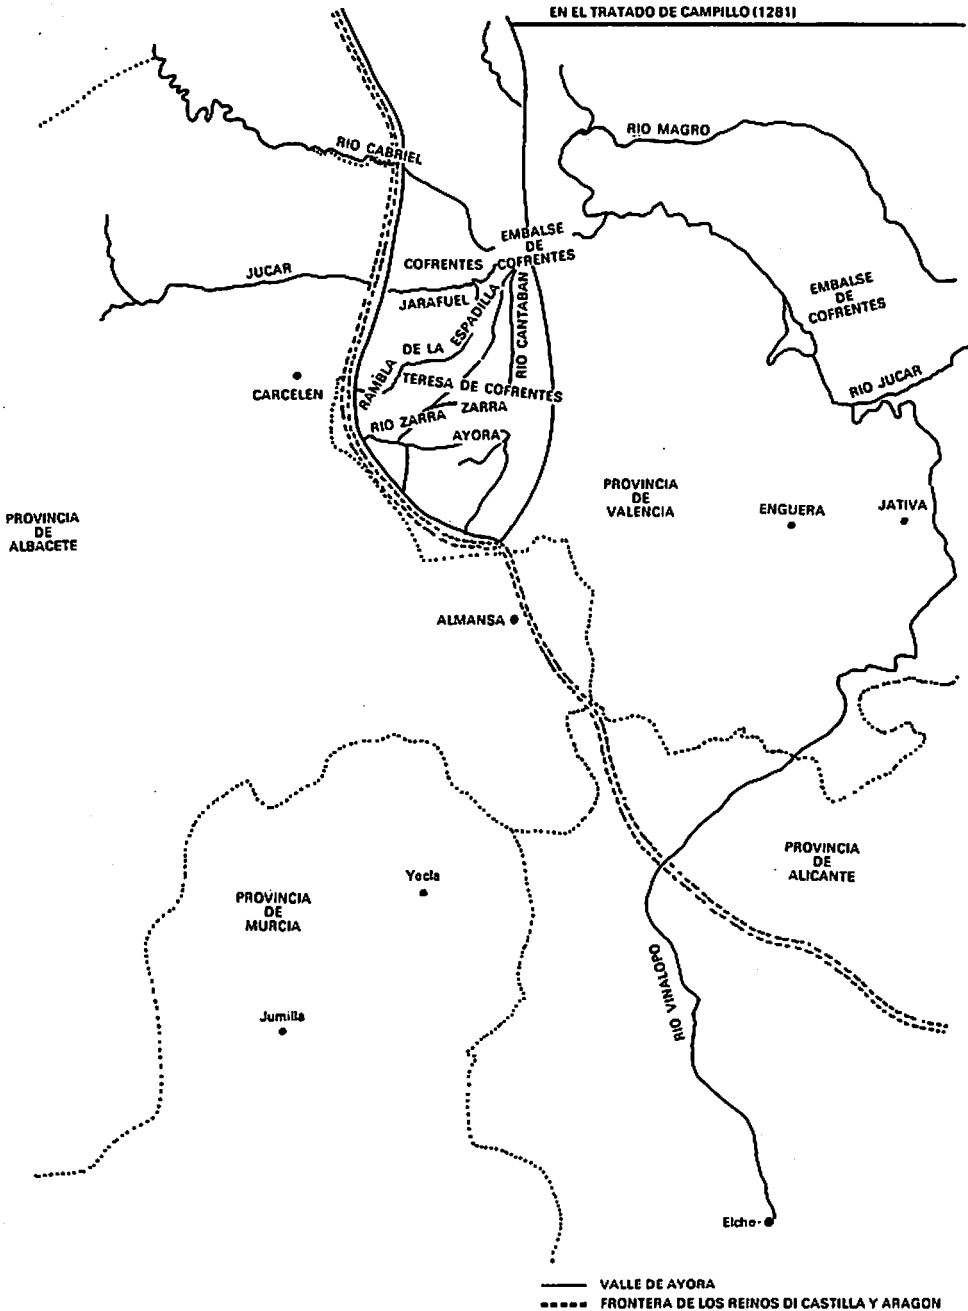 EN EL TRATADO DE CAMPILLO (1281)
RIO MAGRO
RIO CABRIEL
EMBALSE
DE
COFRENTES
COFRENTES
JUCAR
JARAFUEL
ESPADILLA
RIO CANTABAN
EMBALSE
DE
COFRENTES
DE LA
RAMBLA
TERESA DE COFRENTES
CARCELÉN
RIO JUCAR
RIO ZARRA
ZARRA
AYORA
PROVINCIA
DE
VALENCIA
ENGUERA
JATIVA
PROVINCIA
DE
ALBACETE
ALMANSA
PROVINCIA
DE
ALICANTE
Yecla
PROVINCIA
DE
MURCIA
RIO VINALOPO
Jumilla
Elche
VALLE DE AYORA
FRONTERA DE LOS REINOS DI CASTILLA Y ARAGON